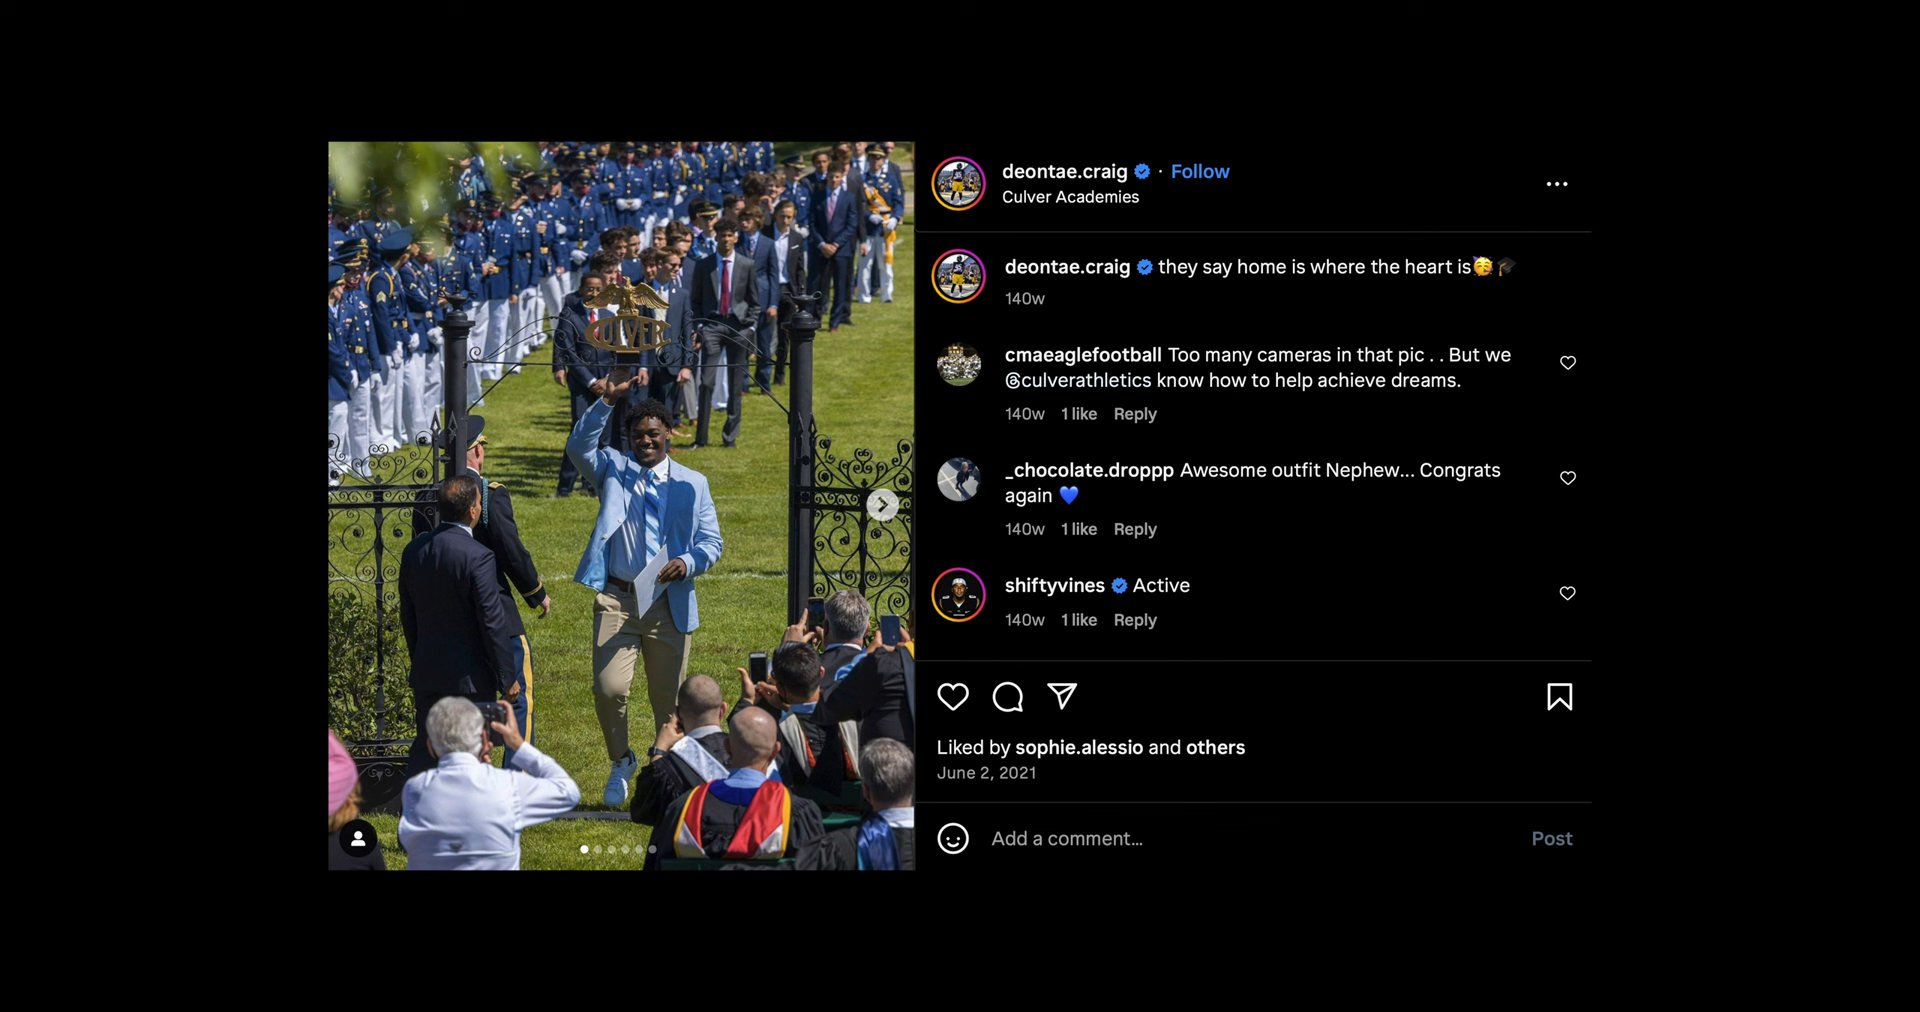 CULVER
deontae.craig · Follow
Culver Academies
deontae.craig they say home is where the heart is🥳🎓
140w
cmaeaglefootball Too many cameras in that pic . . But we
@culverathletics know how to help achieve dreams.
140w 1 like Reply
_chocolate.droppp Awesome outfit Nephew... Congrats
again 💙
140w 1 like Reply
shiftyvines Active
140w 1 like Reply
Liked by sophie.alessio and others
June 2, 2021
Add a comment...
Post